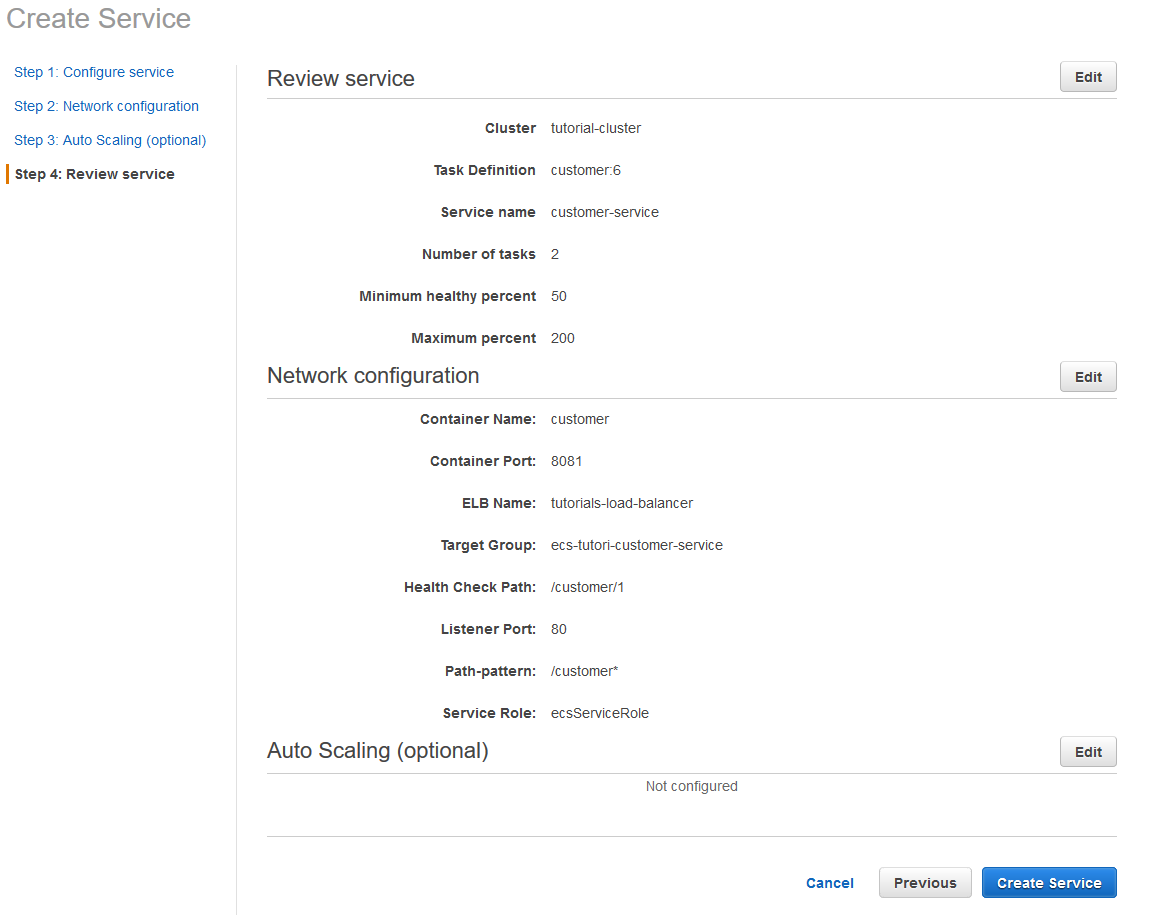 Create Service
Step 1: Configure service
Step 2: Network configuration
Step 3: Auto Scaling (optional)
Step 4: Review service
Review service
Edit
Cluster tutorial-cluster
Task Definition customer:6
Service name customer-service
Number of tasks 2
Minimum healthy percent 50
Maximum percent 200
Network configuration
Edit
Container Name: customer
Container Port: 8081
ELB Name: tutorials-load-balancer
Target Group: ecs-tutori-customer-service
Health Check Path: /customer/1
Listener Port: 80
Path-pattern: /customer*
Service Role: ecsServiceRole
Auto Scaling (optional)
Edit
Not configured
Cancel Previous Create Service